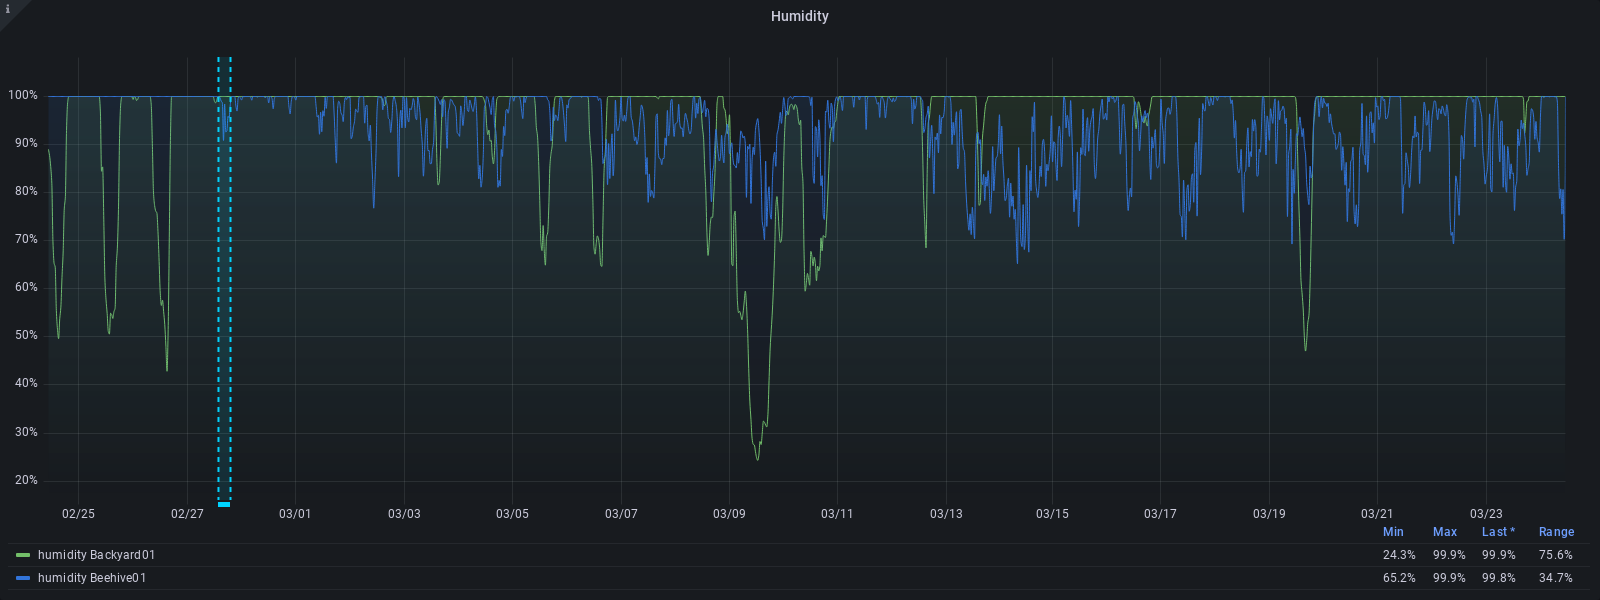 i
Humidity
100%
90%
80%
70%
60%
50%
40%
30%
20%
02/25 02/27 03/01 03/03 03/05 03/07 03/09 03/11 03/13 03/15 03/17 03/19 03/21 03/23
Min Max Last * Range
humidity Backyard01 24.3% 99.9% 99.9% 75.6%
humidity Beehive01 65.2% 99.9% 99.8% 34.7%